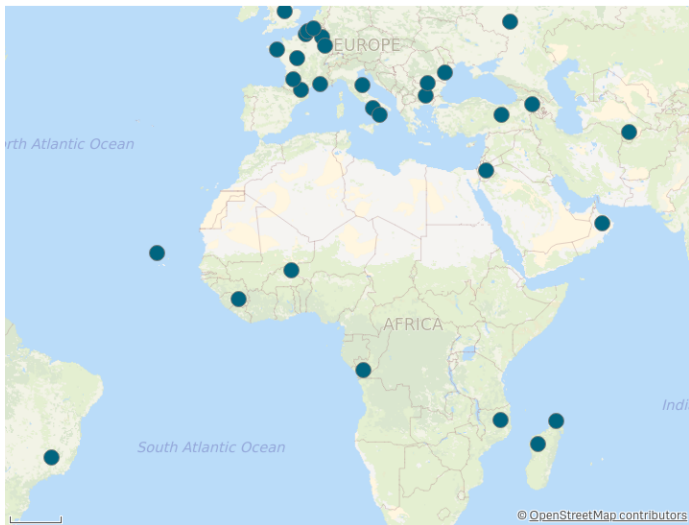 EUROPE
rth Atlantic Ocean
AFRICA
Indi
South Atlantic Ocean
© OpenStreetMap contributors